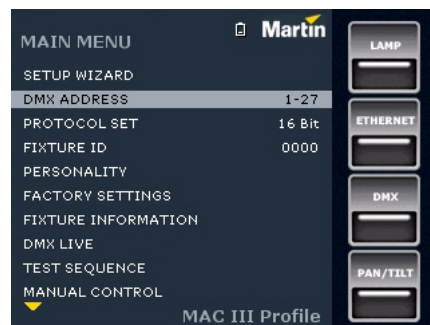 Martin
MAIN MENU
SETUP WIZARD
DMX ADDRESS 1-27
PROTOCOL SET 16 Bit
FIXTURE ID 0000
PERSONALITY
FACTORY SETTINGS
FIXTURE INFORMATION
DMX LIVE
TEST SEQUENCE
MANUAL CONTROL
MAC III Profile
LAMP
ETHERNET
DMX
PAN/TILT